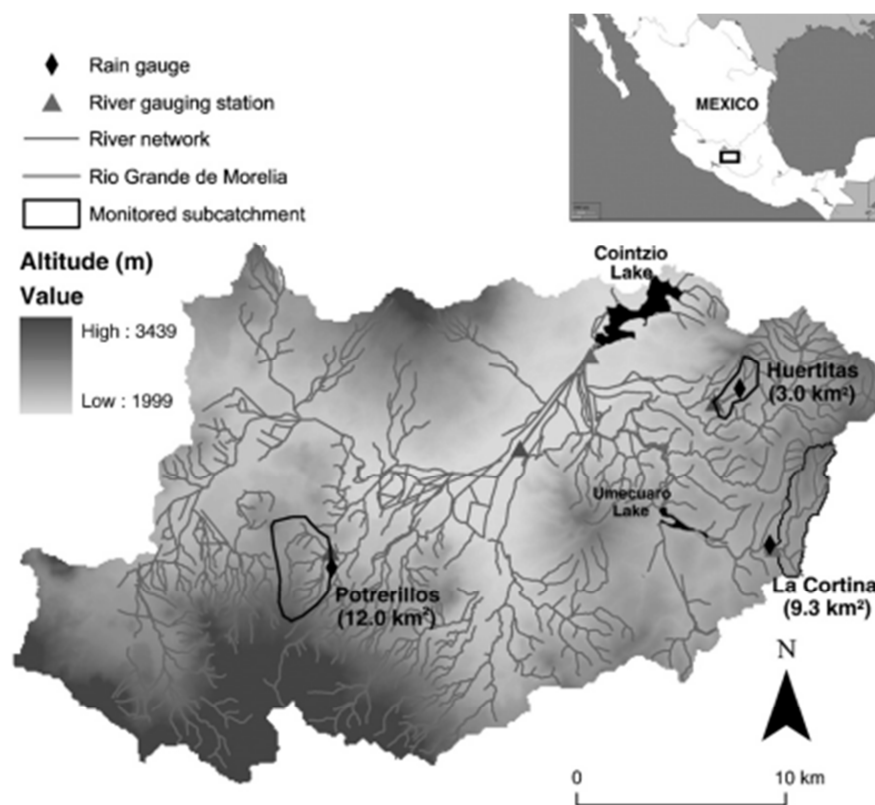 Rain gauge
River gauging station
River network
Rio Grande de Morelia
Monitored subcatchment
MEXICO
Altitude (m)
Value
High : 3439
Low : 1999
Cointzio
Lake
Huertitas
(3.0 km²)
Umecuaro
Lake
Potrerillos
(12.0 km²)
La Cortina
(9.3 km²)
N
0 10 km